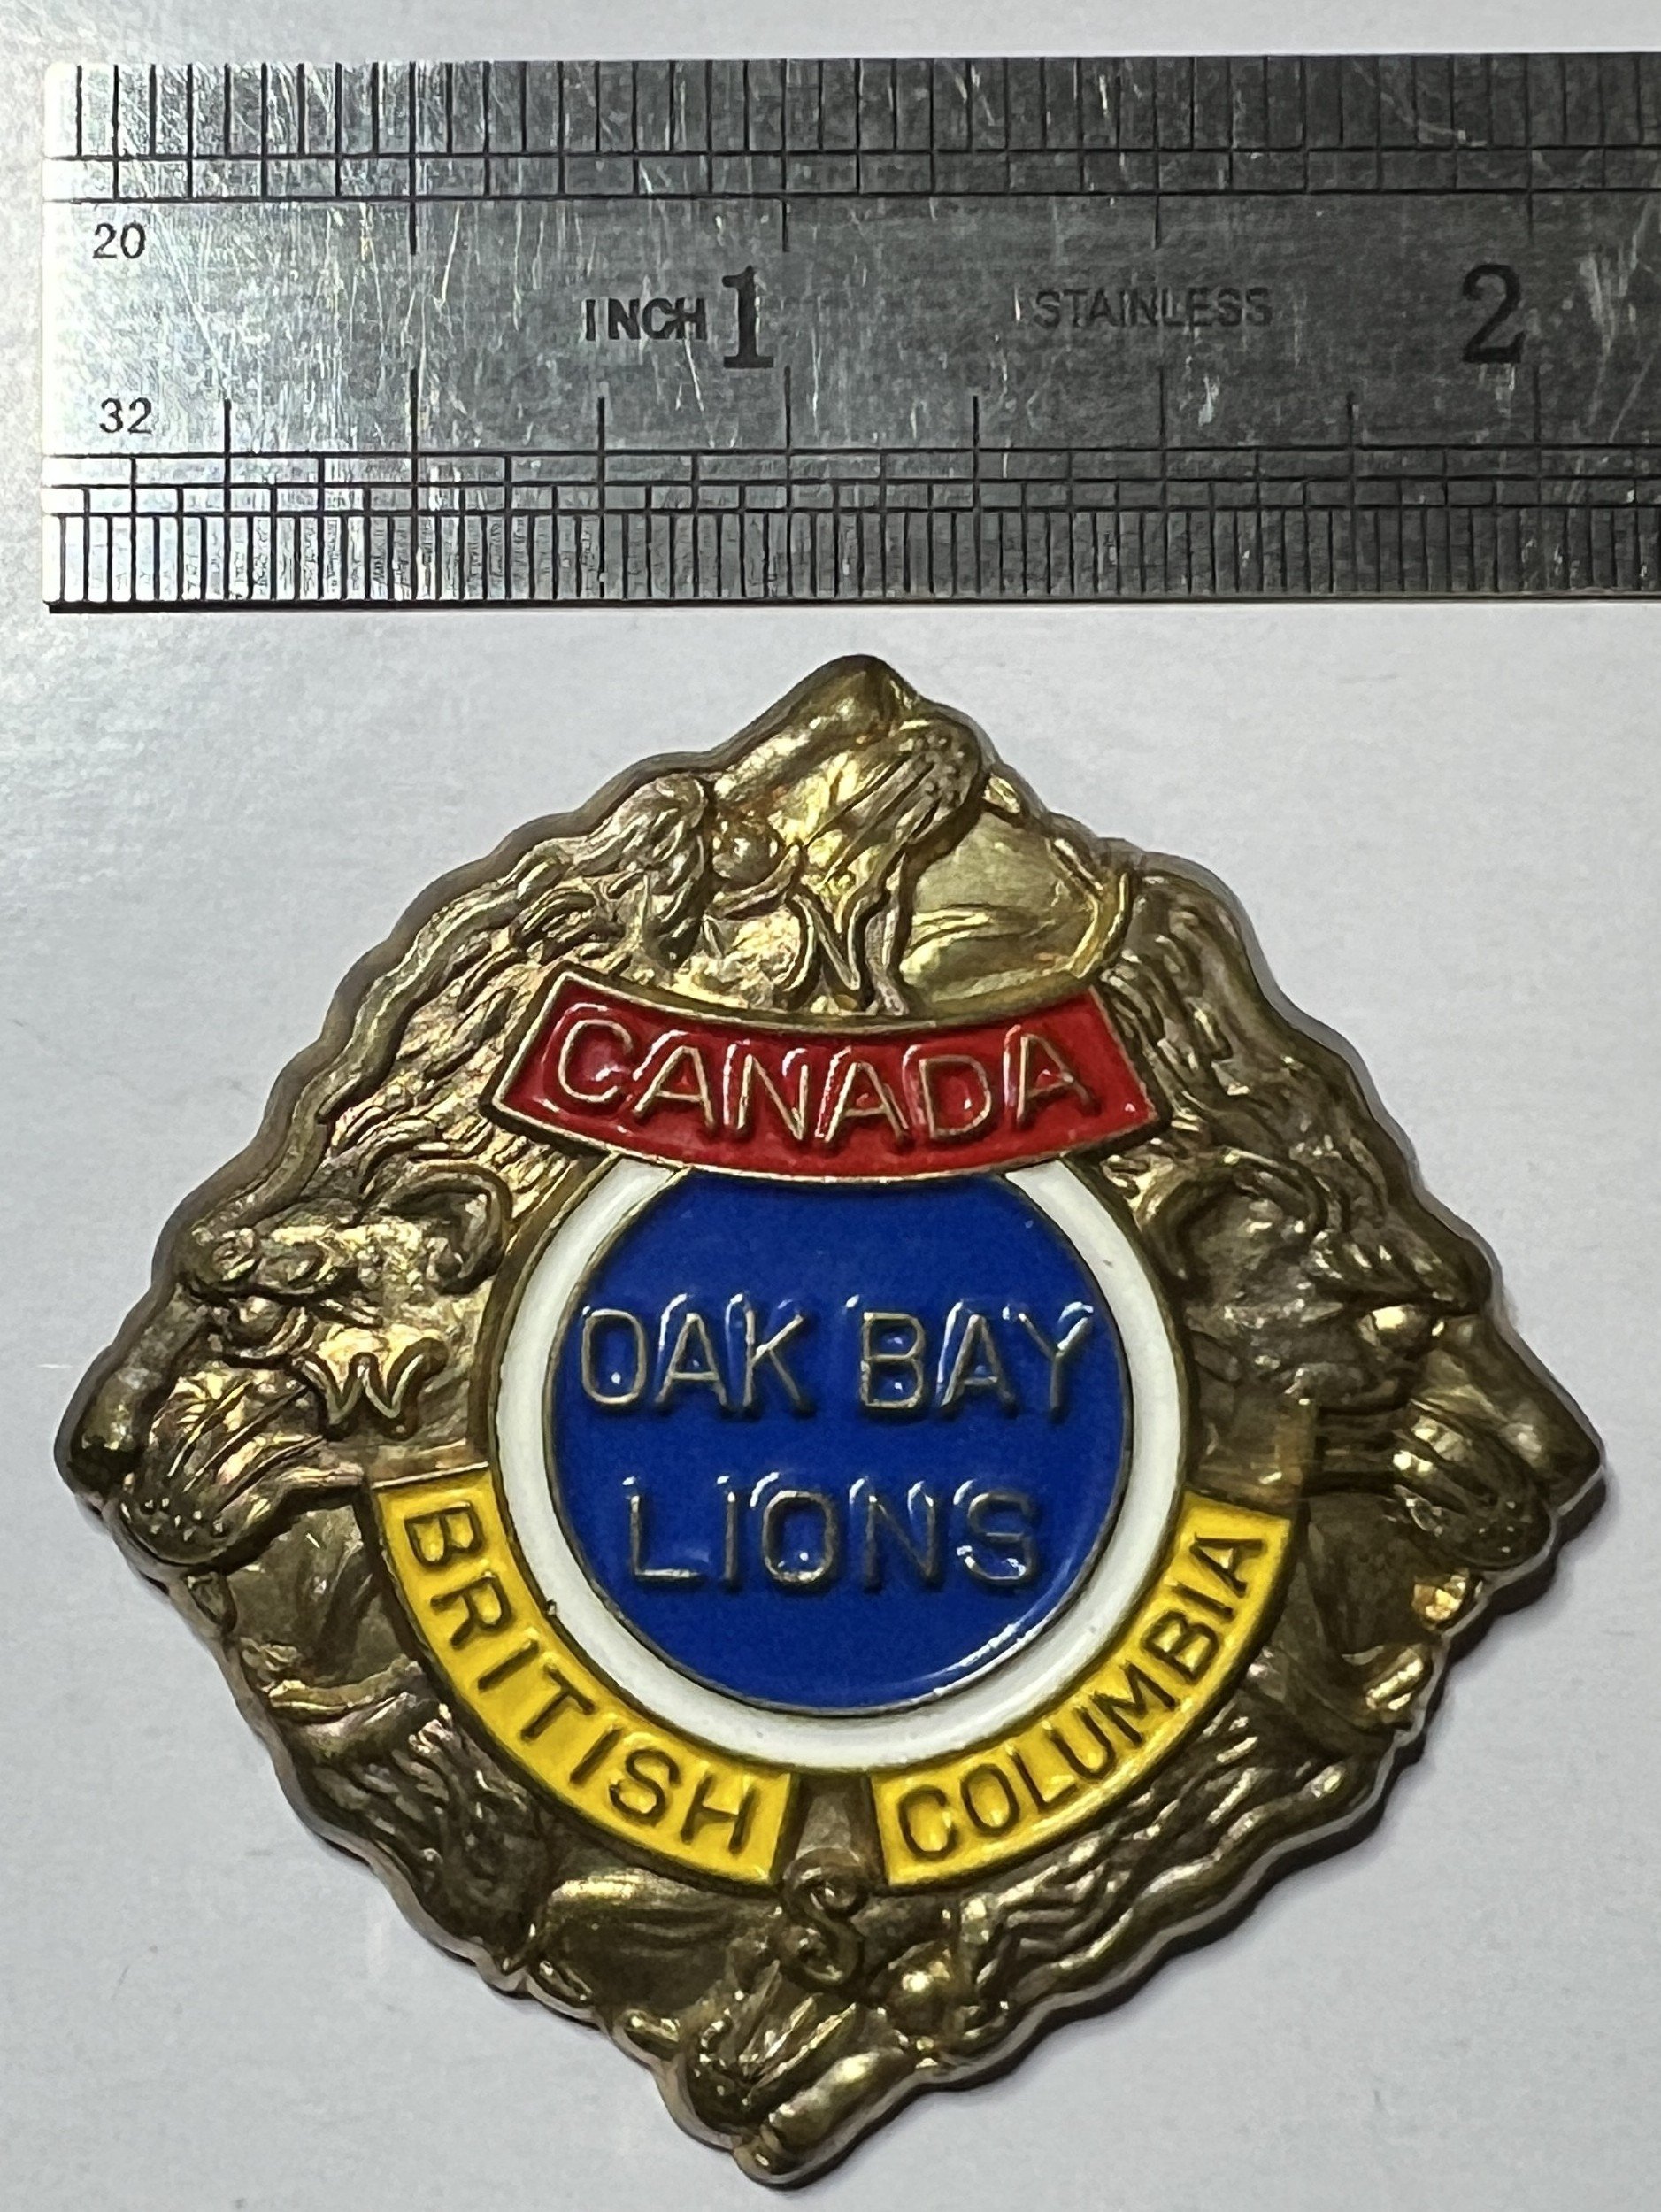 20
INCH 1 STAINLESS 2
32
N
CANADA
OAK BAY
LIONS
W
BRITISH COLUMBIA
S